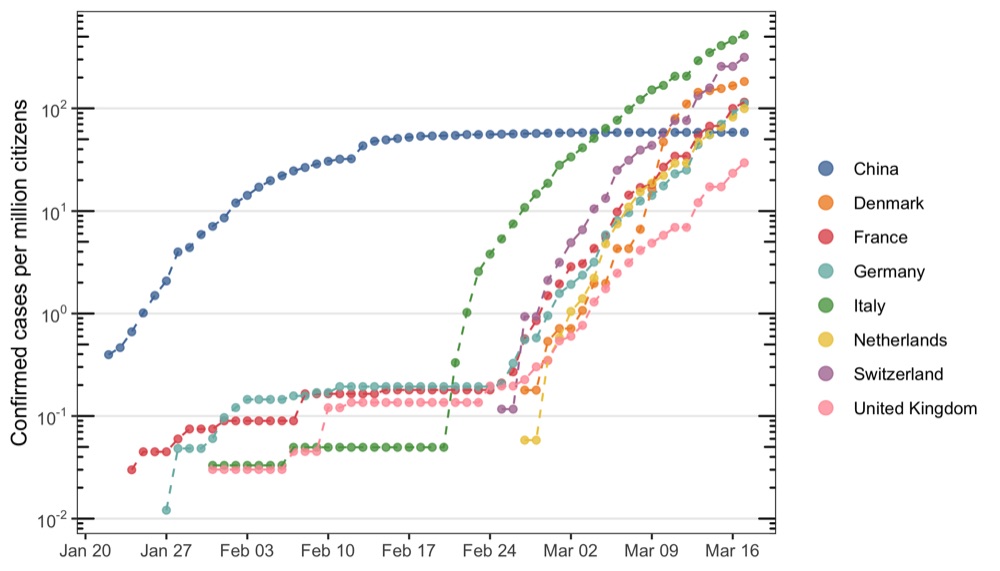 Confirmed cases per million citizens
10²
10¹
10⁰
10⁻¹
10⁻²
Jan 20
Jan 27
Feb 03
Feb 10
Feb 17
Feb 24
Mar 02
Mar 09
Mar 16
China
Denmark
France
Germany
Italy
Netherlands
Switzerland
United Kingdom